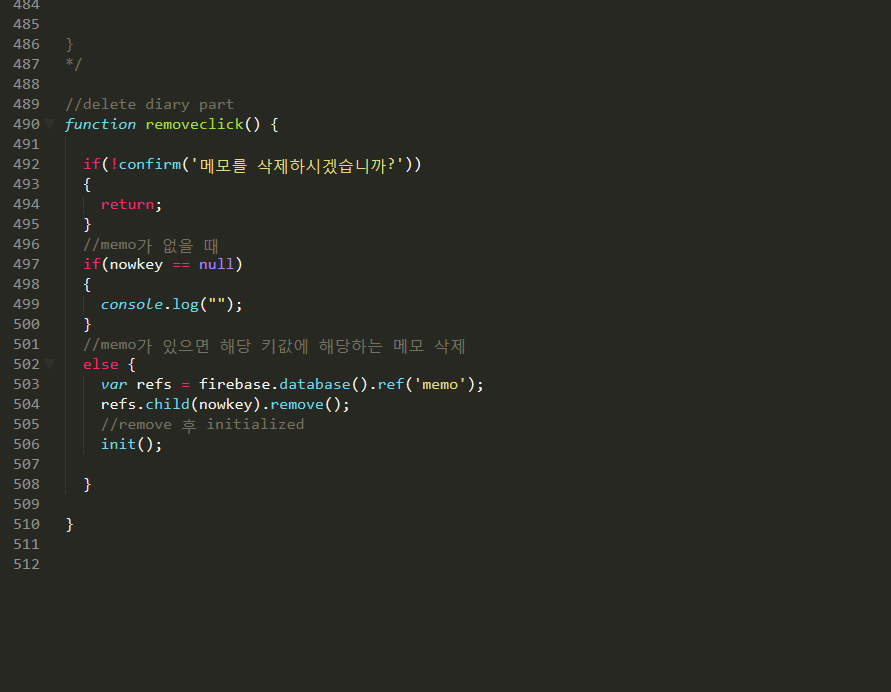 484
485
486 }
487 */
488
489 //delete diary part
490 function removeclick() {
491
492 if(!confirm('메모를 삭제하시겠습니까?'))
493 {
494 return;
495 }
496 //memo가 없을 때
497 if(nowkey == null)
498 {
499 console.log("");
500 }
501 //memo가 있으면 해당 키값에 해당하는 메모 삭제
502 else {
503 var refs = firebase.database().ref('memo');
504 refs.child(nowkey).remove();
505 //remove 후 initialized
506 init();
507
508 }
509
510 }
511
512